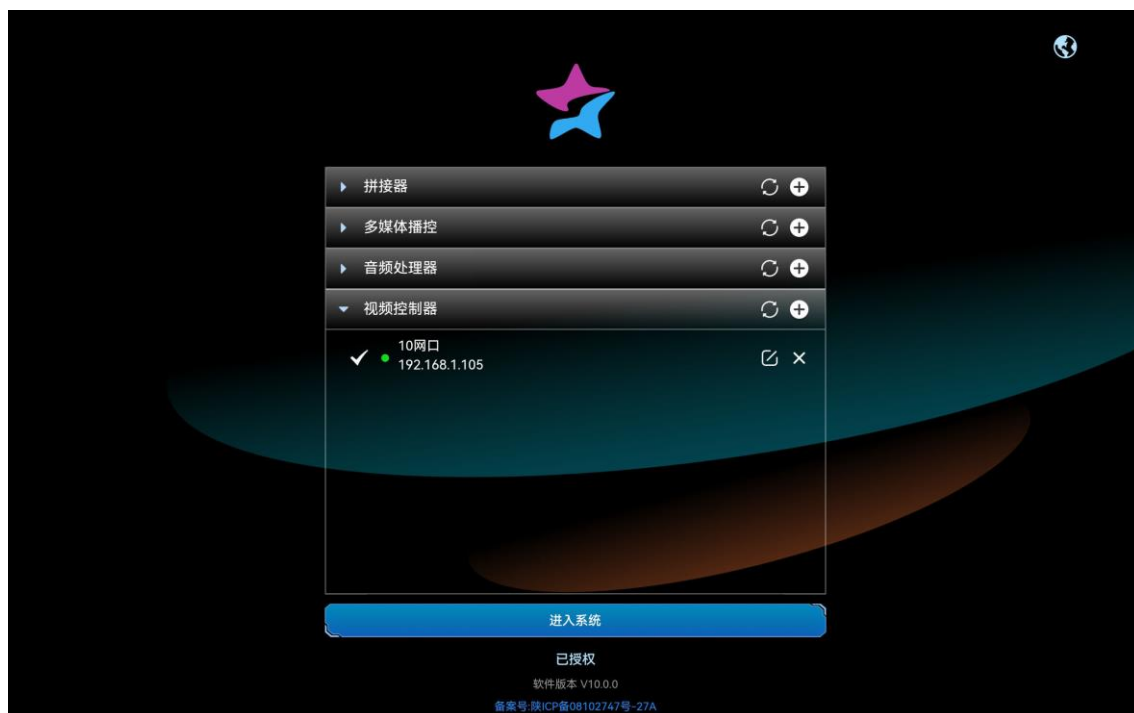 拼接器
多媒体播控
音频处理器
视频控制器
10网口
192.168.1.105
进入系统
已授权
软件版本 V10.0.0
备案号:陕ICP备08102747号-27A